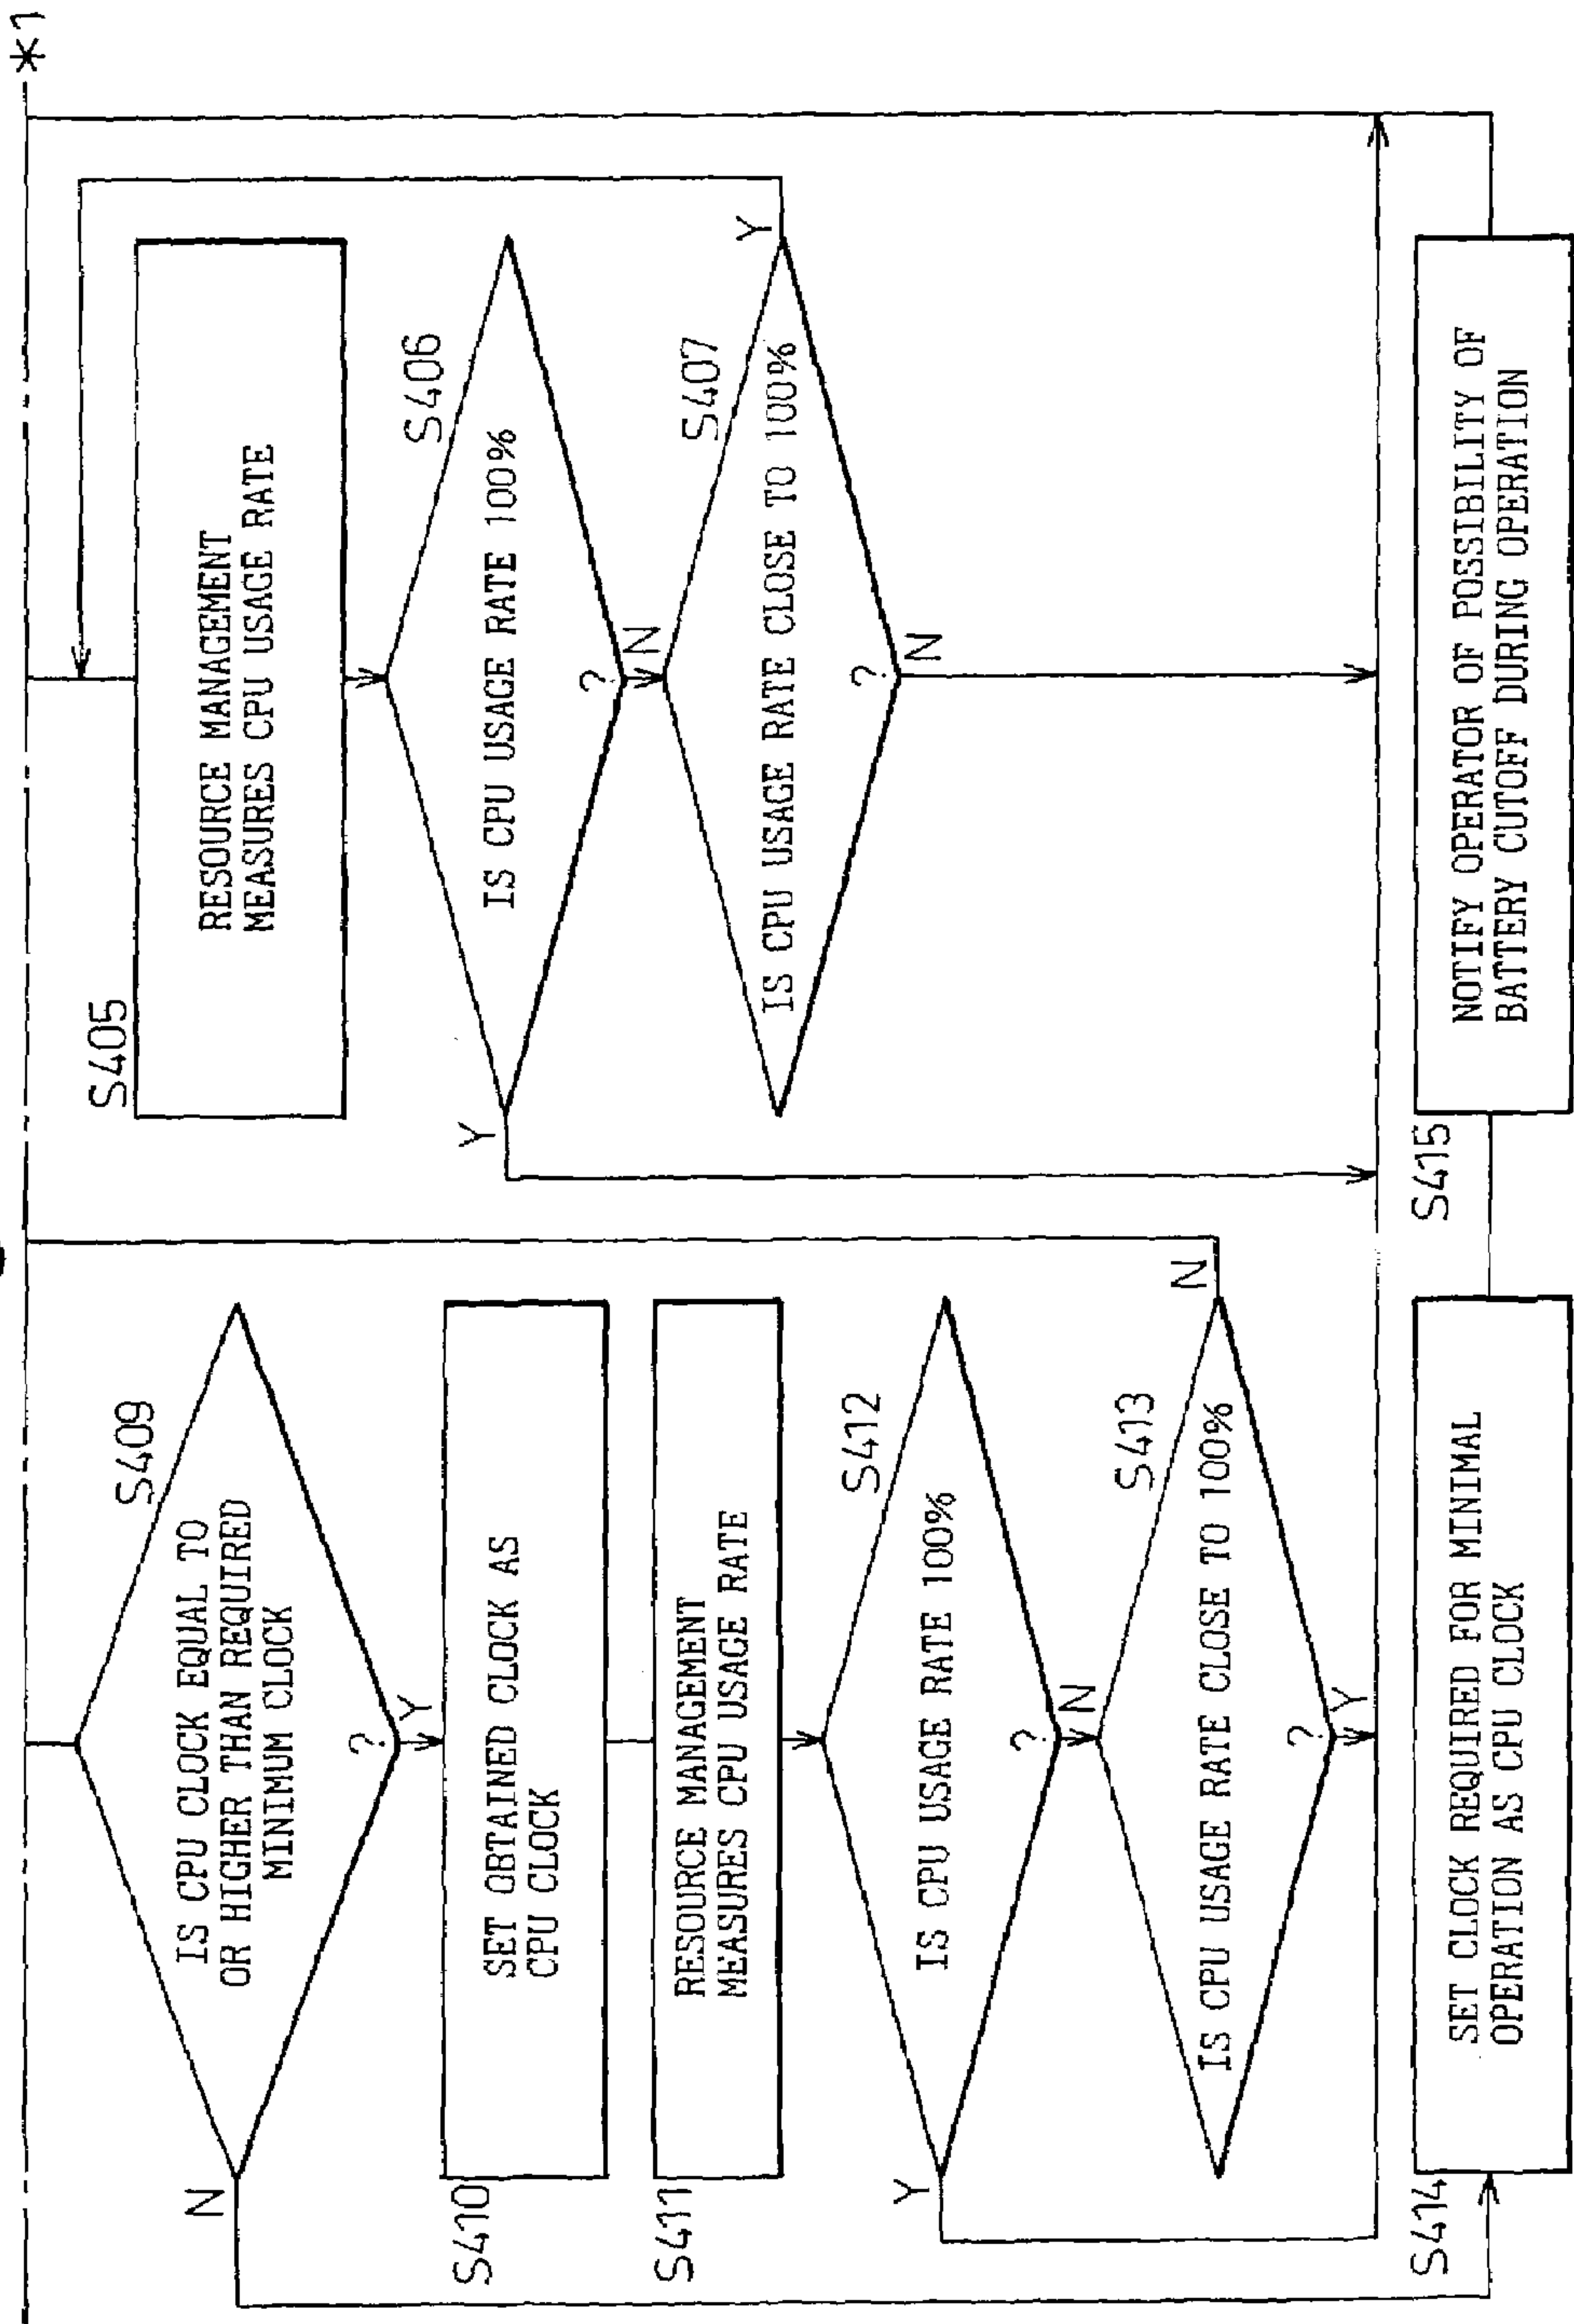 *1
S409
IS CPU CLOCK EQUAL TO
OR HIGHER THAN REQUIRED
MINIMUM CLOCK
?
N
Y
S410
SET OBTAINED CLOCK AS
CPU CLOCK
S411
RESOURCE MANAGEMENT
MEASURES CPU USAGE RATE
S412
IS CPU USAGE RATE 100%
?
Y
N
S413
IS CPU USAGE RATE CLOSE TO 100%
?
N
Y
S414
SET CLOCK REQUIRED FOR MINIMAL
OPERATION AS CPU CLOCK
S405
RESOURCE MANAGEMENT
MEASURES CPU USAGE RATE
S406
IS CPU USAGE RATE 100%
?
Y
N
S407
IS CPU USAGE RATE CLOSE TO 100%
?
Y
N
S415
NOTIFY OPERATOR OF POSSIBILITY OF
BATTERY CUTOFF DURING OPERATION